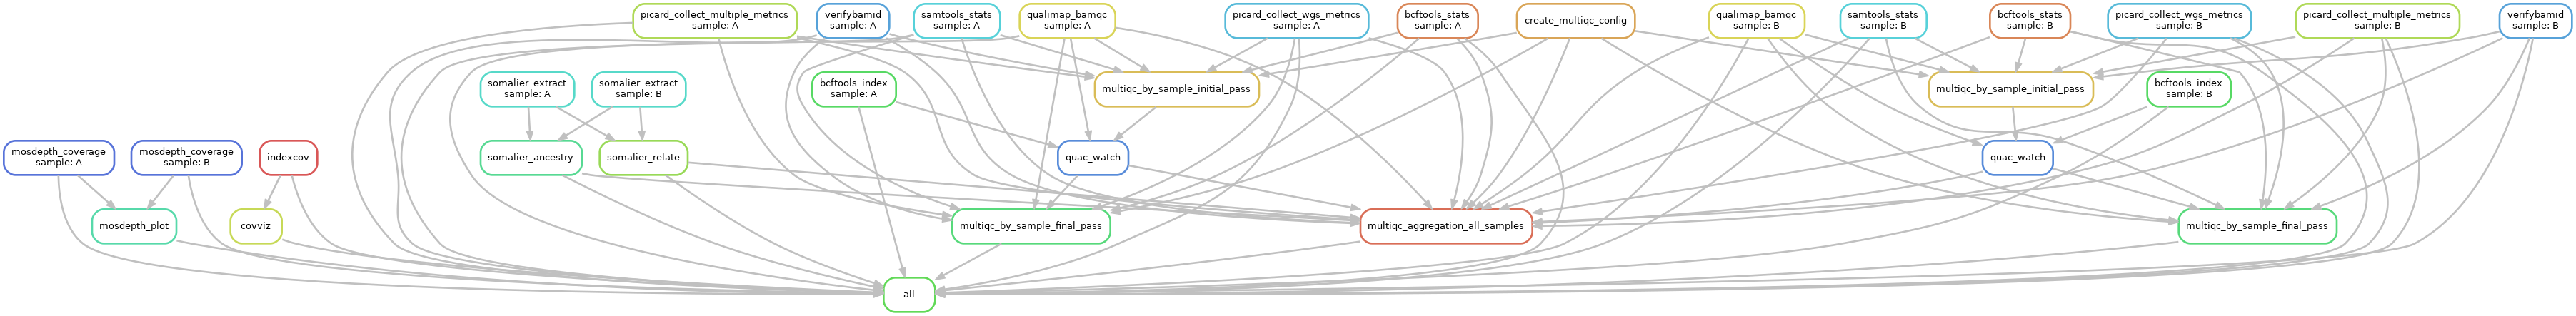 picard_collect_multiple_metrics
sample: A
verifybamid
sample: A
samtools_stats
sample: A
qualimap_bamqc
sample: A
picard_collect_wgs_metrics
sample: A
bcftools_stats
sample: A
create_multiqc_config
qualimap_bamqc
sample: B
samtools_stats
sample: B
bcftools_stats
sample: B
picard_collect_wgs_metrics
sample: B
picard_collect_multiple_metrics
sample: B
verifybamid
sample: B
somalier_extract
sample: A
somalier_extract
sample: B
bcftools_index
sample: A
multiqc_by_sample_initial_pass
multiqc_by_sample_initial_pass
bcftools_index
sample: B
mosdepth_coverage
sample: A
mosdepth_coverage
sample: B
indexcov
somalier_ancestry
somalier_relate
quac_watch
quac_watch
mosdepth_plot
covviz
multiqc_by_sample_final_pass
multiqc_aggregation_all_samples
multiqc_by_sample_final_pass
all